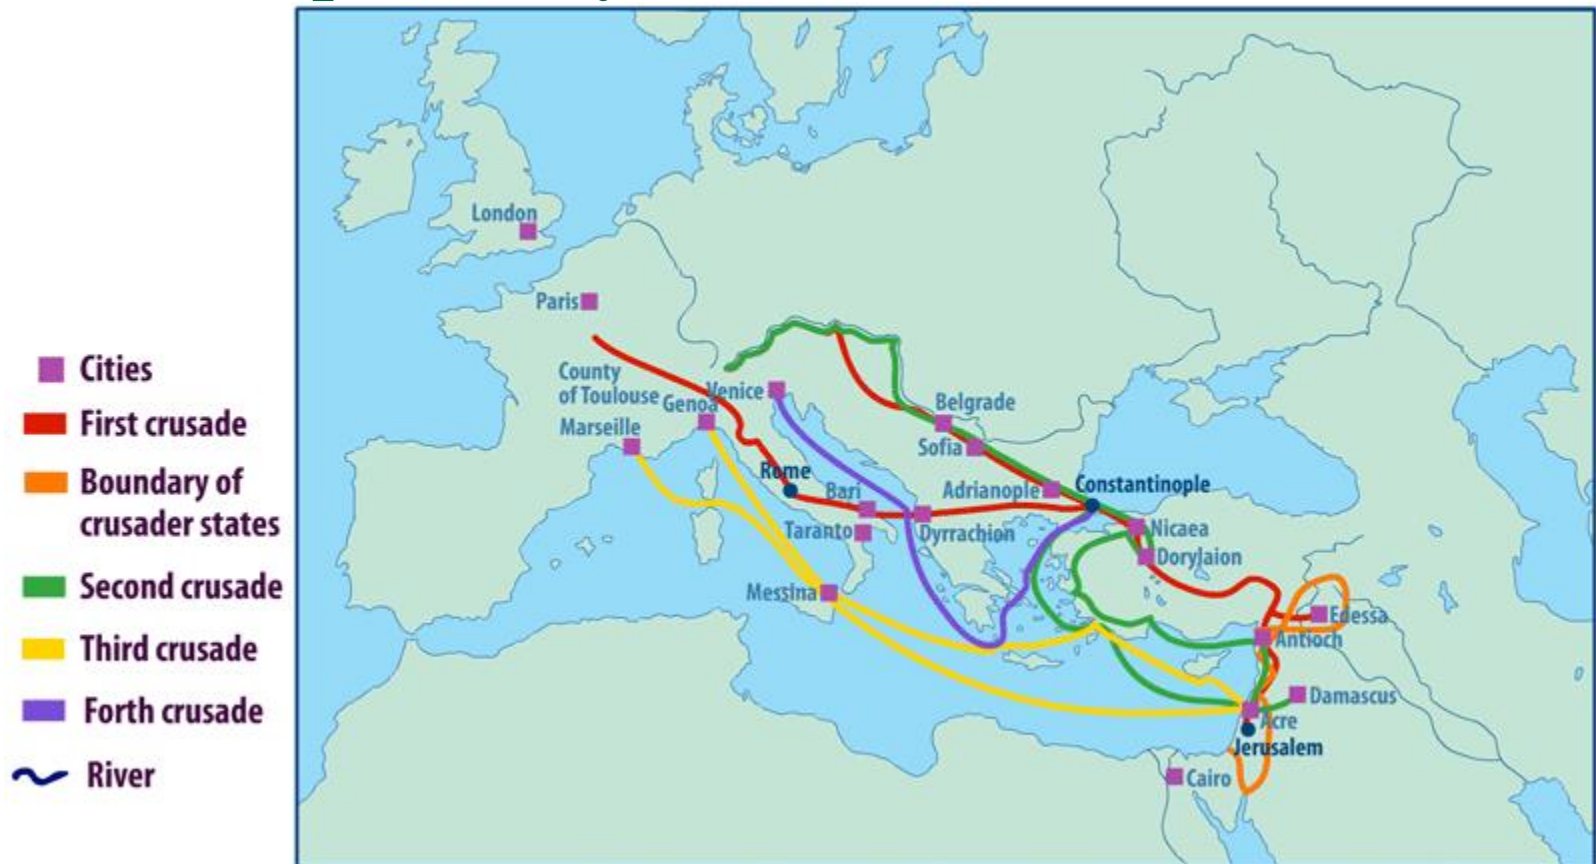 Cities
First crusade
Boundary of
crusader states
Second crusade
Third crusade
Forth crusade
River
London
Paris
County
of Toulouse
Genoa
Venice
Marseille
Belgrade
Sofia
Rome
Bari
Adrianople
Constantinople
Taranto
Dyrrachion
Nicaea
Dorylaion
Messina
Edessa
Antioch
Damascus
Acre
Jerusalem
Cairo